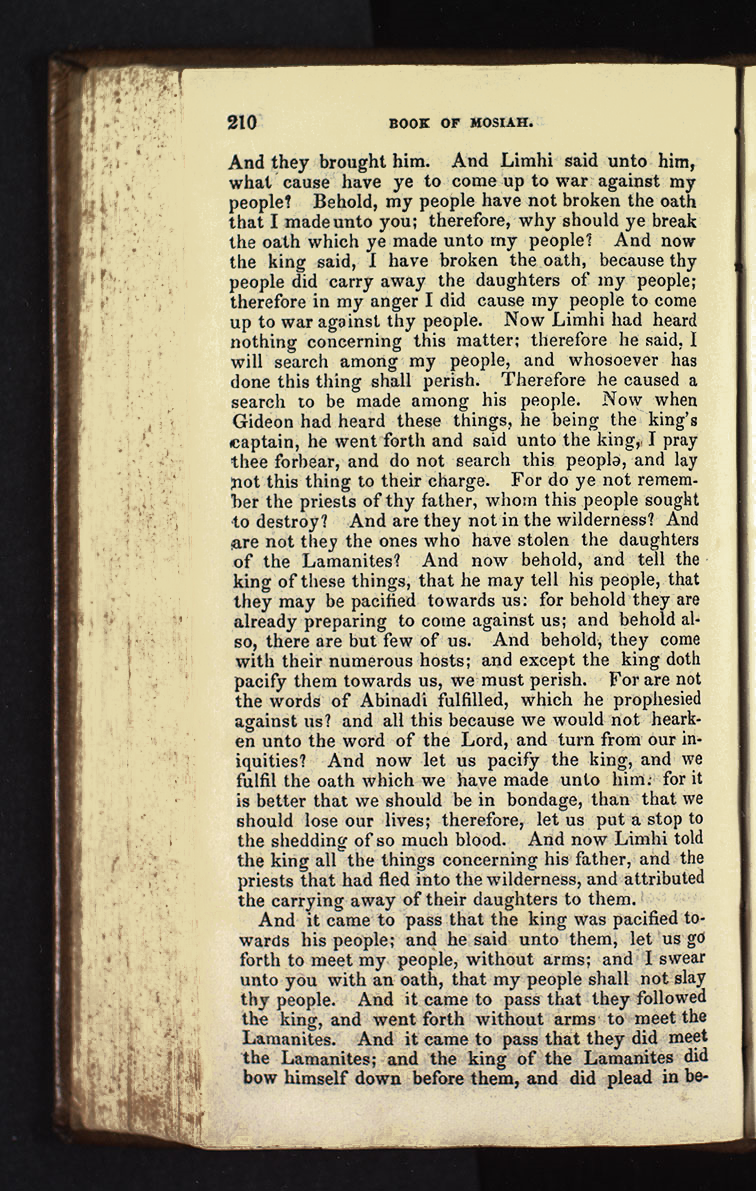 210 BOOK OF MOSIAH.
And they brought him. And Limhi said unto him,
what cause have ye to come up to war against my
people? Behold, my people have not broken the oath
that I made unto you; therefore, why should ye break
the oath which ye made unto my people? And now
the king said, I have broken the oath, because thy
people did carry away the daughters of my people;
therefore in my anger I did cause my people to come
up to war against thy people. Now Limhi had heard
nothing concerning this matter; therefore he said, I
will search among my people, and whosoever has
done this thing shall perish. Therefore he caused a
search to be made among his people. Now when
Gideon had heard these things, he being the king's
captain, he went forth and said unto the king, I pray
thee forbear, and do not search this people, and lay
not this thing to their charge. For do ye not remem-
ber the priests of thy father, whom this people sought
to destroy? And are they not in the wilderness? And
are not they the ones who have stolen the daughters
of the Lamanites? And now behold, and tell the
king of these things, that he may tell his people, that
they may be pacified towards us: for behold they are
already preparing to come against us; and behold al-
so, there are but few of us. And behold, they come
with their numerous hosts; and except the king doth
pacify them towards us, we must perish. For are not
the words of Abinadi fulfilled, which he prophesied
against us? and all this because we would not heark-
en unto the word of the Lord, and turn from our in-
iquities? And now let us pacify the king, and we
fulfil the oath which we have made unto him: for it
is better that we should be in bondage, than that we
should lose our lives; therefore, let us put a stop to
the shedding of so much blood. And now Limhi told
the king all the things concerning his father, and the
priests that had fled into the wilderness, and attributed
the carrying away of their daughters to them.
And it came to pass that the king was pacified to-
wards his people; and he said unto them, let us go
forth to meet my people, without arms; and I swear
unto you with an oath, that my people shall not slay
thy people. And it came to pass that they followed
the king, and went forth without arms to meet the
Lamanites. And it came to pass that they did meet
the Lamanites; and the king of the Lamanites did
bow himself down before them, and did plead in be-